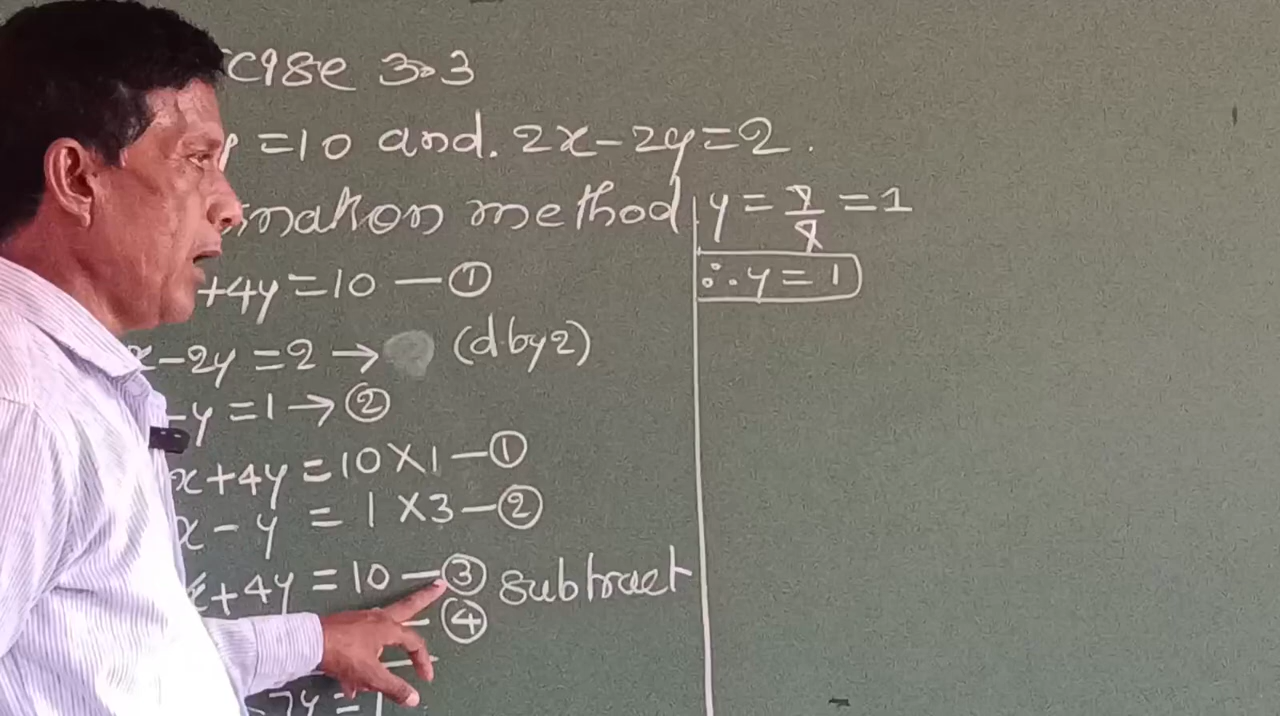 CISE 3.3
y = 10 and. 2x - 2y = 2.
ination method
+4y = 10 — ①
x - 2y = 2 → (d by 2)
-y = 1 → ②
x + 4y = 10 × 1 — ①
x - y = 1 × 3 — ②
x + 4y = 10 — ③ subtract
— ④
7y =
y = 7/7 = 1
∴ y = 1